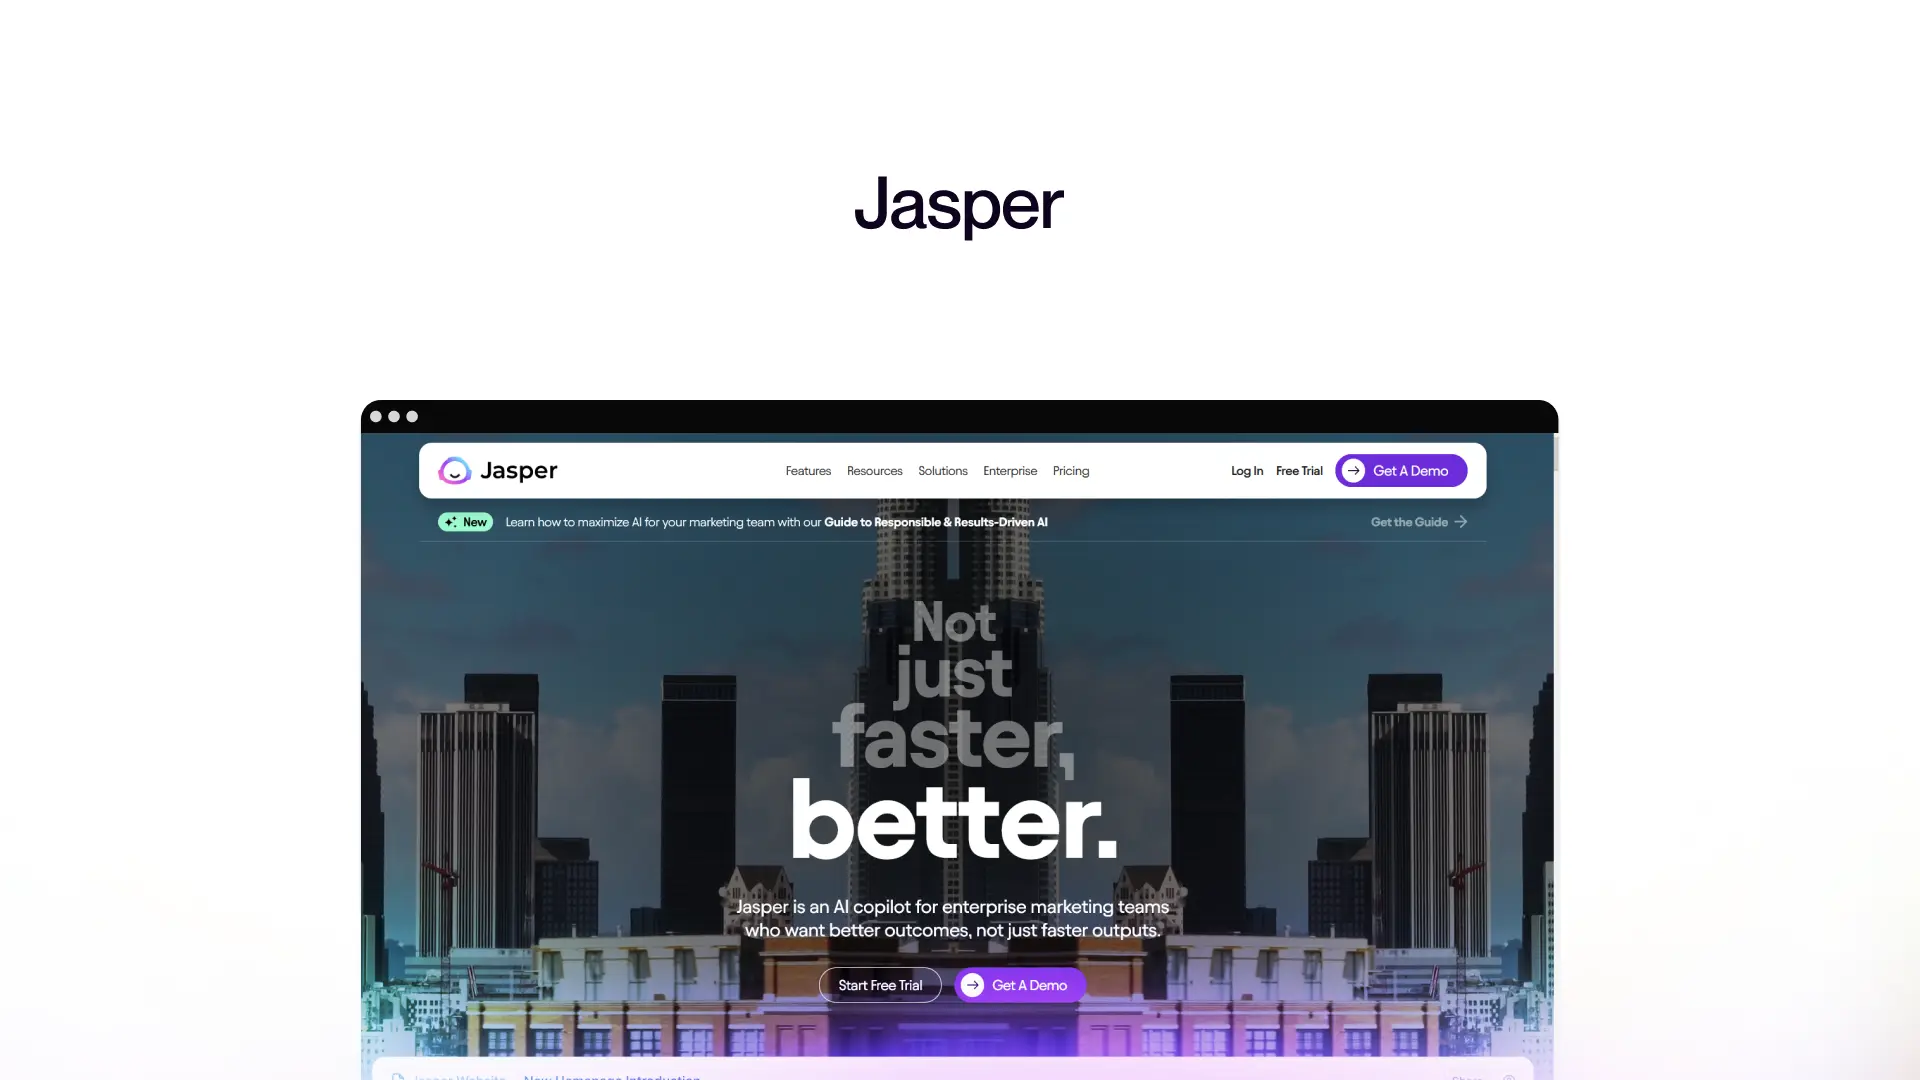 Jasper
Jasper
Features
Resources
Solutions
Enterprise
Pricing
Log In
Free Trial
Get A Demo
New
Learn how to maximize AI for your marketing team with our Guide to Responsible & Results-Driven AI
Get the Guide
Not
just
faster,
better.
Jasper is an AI copilot for enterprise marketing teams
who want better outcomes, not just faster outputs.
Start Free Trial
Get A Demo